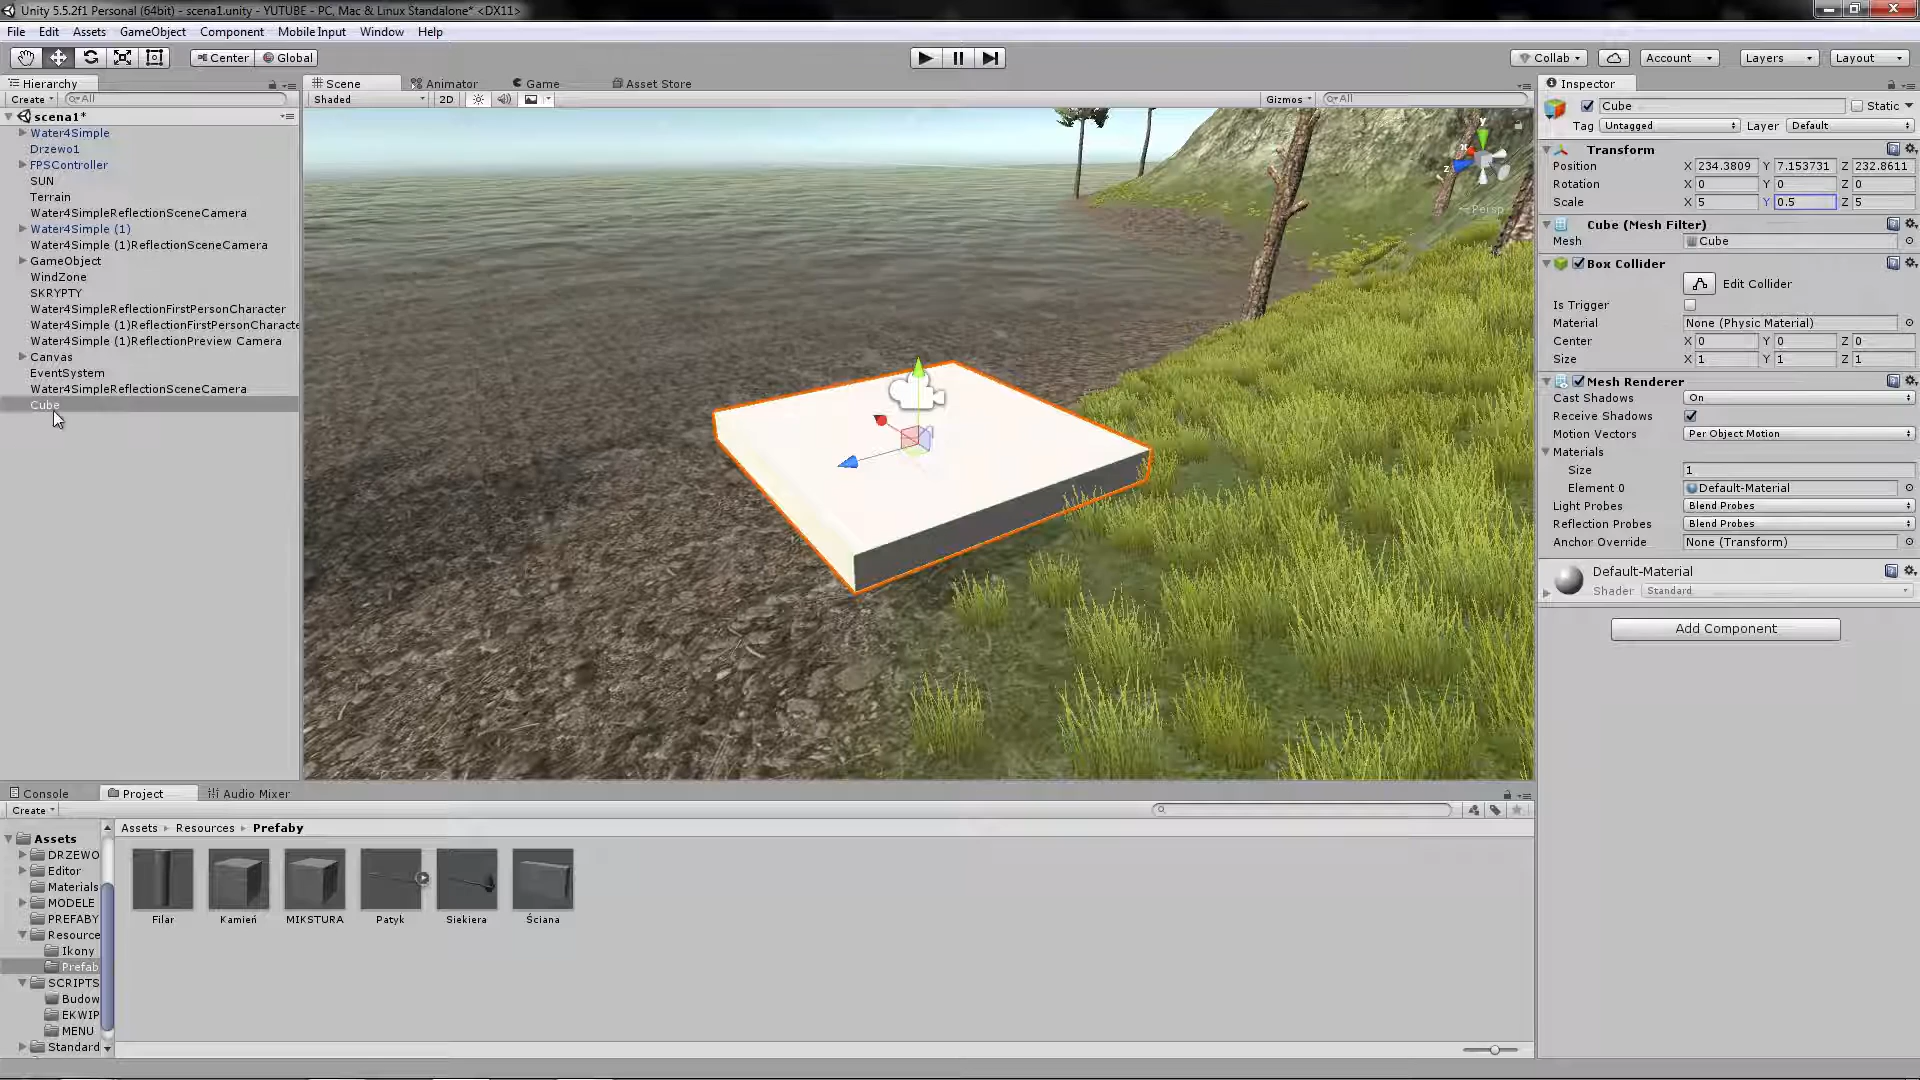 Unity 5.5.2f1 Personal (64bit) - scena1.unity - YUTUBE - PC, Mac & Linux Standalone* <DX11>
File Edit Assets GameObject Component Mobile Input Window Help
Center Global Collab Account Layers Layout
Hierarchy
Create All
scena1*
Water4Simple
Drzewo1
FPSController
SUN
Terrain
Water4SimpleReflectionSceneCamera
Water4Simple (1)
Water4Simple (1)ReflectionSceneCamera
GameObject
WindZone
SKRYPTY
Water4SimpleReflectionFirstPersonCharacter
Water4Simple (1)ReflectionFirstPersonCharacte
Water4Simple (1)ReflectionPreview Camera
Canvas
EventSystem
Water4SimpleReflectionSceneCamera
Cube
Scene Animator Game Asset Store
Shaded 2D Gizmos All
y
x
z
Persp
Inspector
Cube Static
Tag Untagged Layer Default
Transform
Position X 234.3809 Y 7.153731 Z 232.8611
Rotation X 0 Y 0 Z 0
Scale X 5 Y 0.5 Z 5
Cube (Mesh Filter)
Mesh Cube
Box Collider
Edit Collider
Is Trigger
Material None (Physic Material)
Center X 0 Y 0 Z 0
Size X 1 Y 1 Z 1
Mesh Renderer
Cast Shadows On
Receive Shadows
Motion Vectors Per Object Motion
Materials
Size 1
Element 0 Default-Material
Light Probes Blend Probes
Reflection Probes Blend Probes
Anchor Override None (Transform)
Default-Material
Shader Standard
Add Component
Console Project Audio Mixer
Create
Assets
DRZEWO
Editor
Materials
MODELE
PREFABY
Resource
Ikony
Prefab
SCRIPTS
Budow
EKWIP
MENU
Standard
Assets Resources Prefaby
Filar Kamień MIKSTURA Patyk Siekiera Ściana